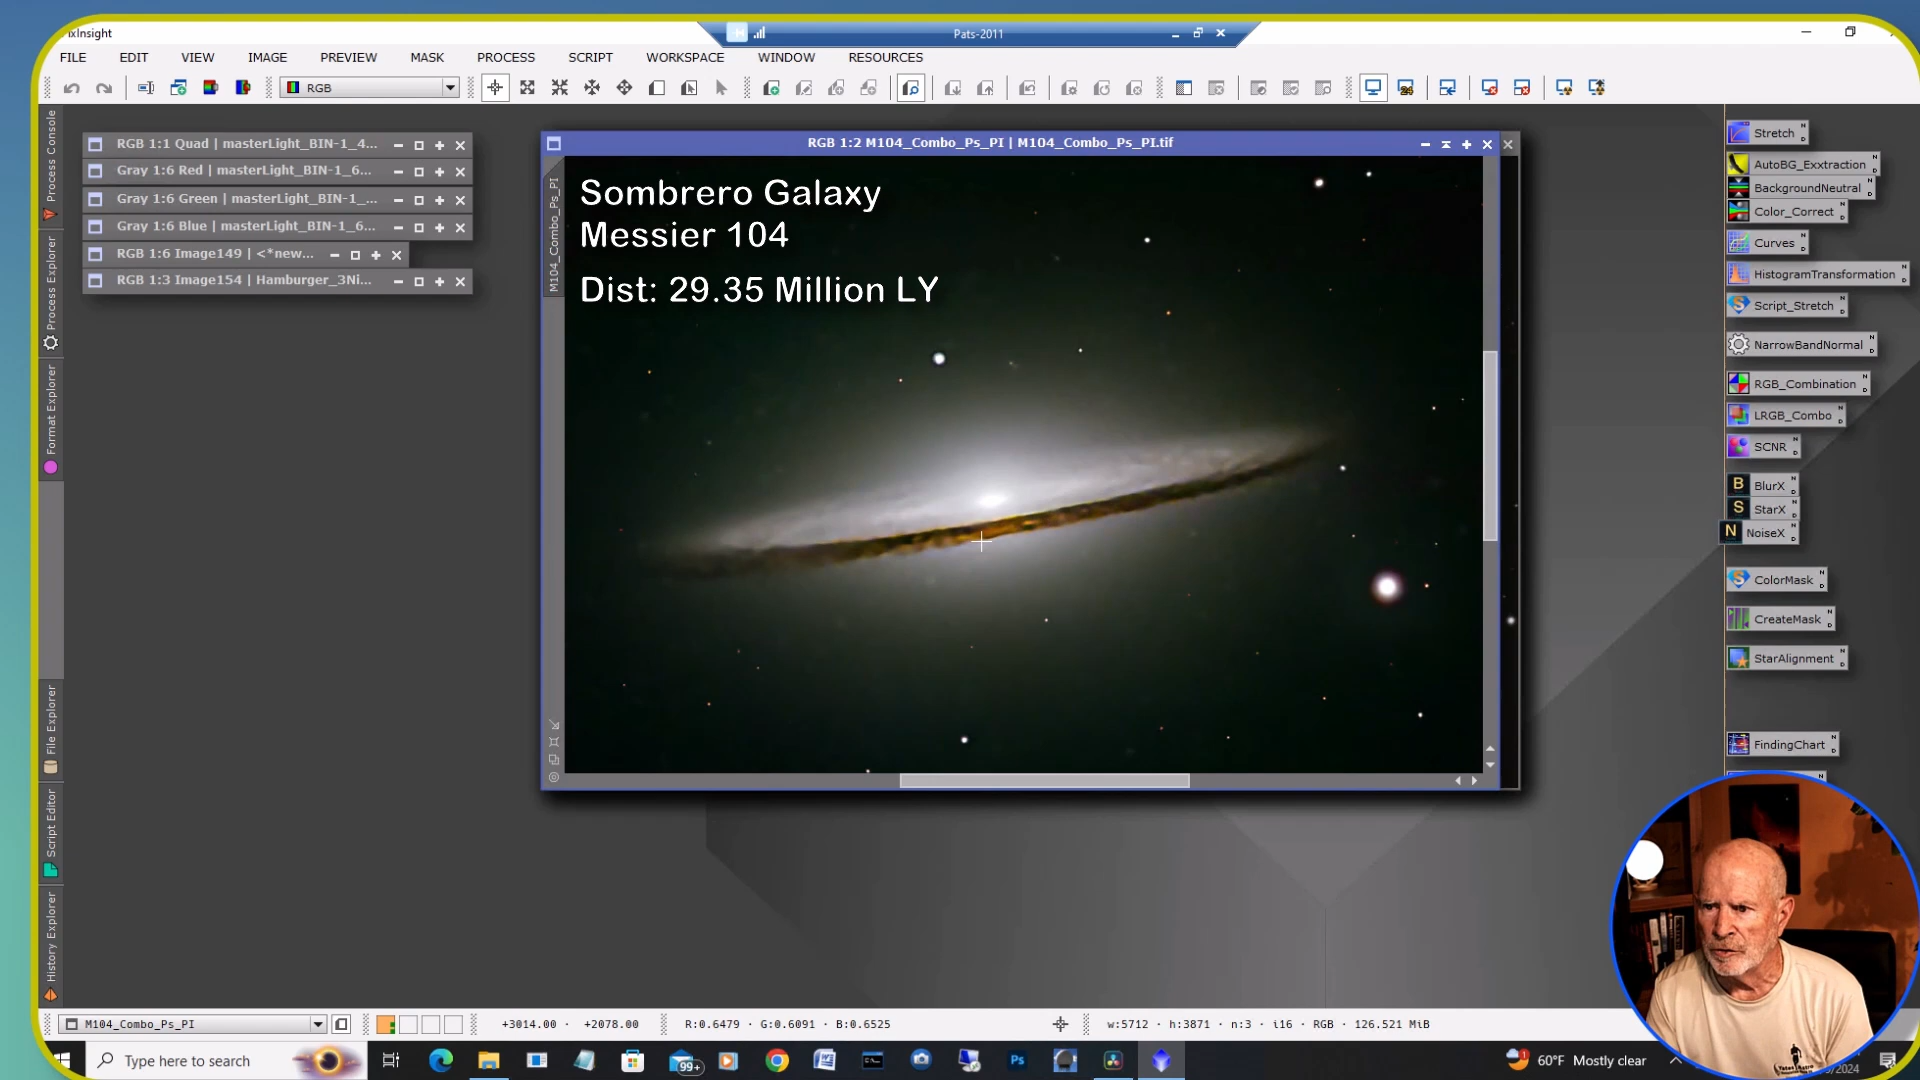 xInsight
Pats-2011
FILE EDIT VIEW IMAGE PREVIEW MASK PROCESS SCRIPT WORKSPACE WINDOW RESOURCES
RGB
24
Process Console
Process Explorer
Format Explorer
File Explorer
Script Editor
History Explorer
RGB 1:1 Quad | masterLight_BIN-1_4...
Gray 1:6 Red | masterLight_BIN-1_6...
Gray 1:6 Green | masterLight_BIN-1_...
Gray 1:6 Blue | masterLight_BIN-1_6...
RGB 1:6 Image149 | <*new...
RGB 1:3 Image154 | Hamburger_3Ni...
RGB 1:2 M104_Combo_Ps_PI | M104_Combo_Ps_PI.tif
M104_Combo_Ps_PI
Sombrero Galaxy
Messier 104
Dist: 29.35 Million LY
Stretch
AutoBG_Exxtraction
BackgroundNeutral
Color_Correct
Curves
HistogramTransformation
Script_Stretch
NarrowBandNormal
RGB_Combination
LRGB_Combo
SCNR
B BlurX
S StarX
N NoiseX
ColorMask
CreateMask
StarAlignment
FindingChart
M104_Combo_Ps_PI
+3014.00 · +2078.00
R:0.6479 · G:0.6091 · B:0.6525
w:5712 · h:3871 · n:3 · i16 · RGB · 126.521 MiB
Type here to search
99+
Ps
60°F Mostly clear
/2024